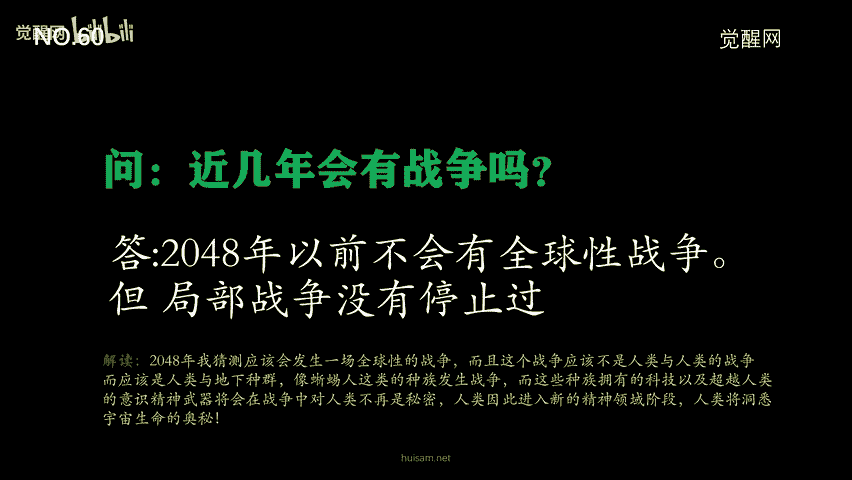 觉醒网 bilibili
NO.60
觉醒网
问：近几年会有战争吗？
答:2048年以前不会有全球性战争。
但 局部战争没有停止过
解读：2048年我猜测应该会发生一场全球性的战争，而且这个战争应该不是人类与人类的战争
而应该是人类与地下种群，像蜥蜴人这类的种族发生战争，而这些种族拥有的科技以及超越人类
的意识精神武器将会在战争中对人类不再是秘密，人类因此进入新的精神领域阶段，人类将洞悉
宇宙生命的奥秘！
huisam.net